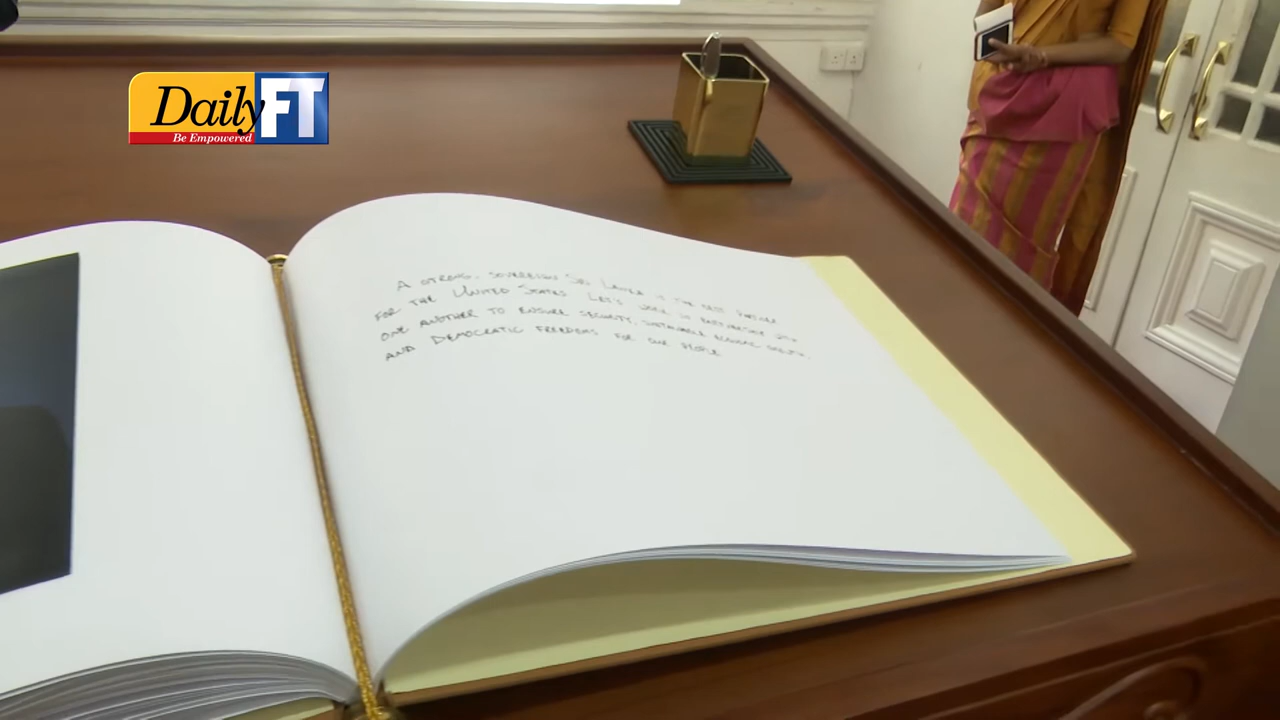 Daily FT
Be Empowered
A STRONG, SOVEREIGN SRI LANKA IS THE BEST PARTNER
FOR THE UNITED STATES LET'S WORK IN PARTNERSHIP WITH
ONE ANOTHER TO ENSURE SECURITY, SUSTAINABLE ECONOMIC GROWTH,
AND DEMOCRATIC FREEDOMS FOR OUR PEOPLE